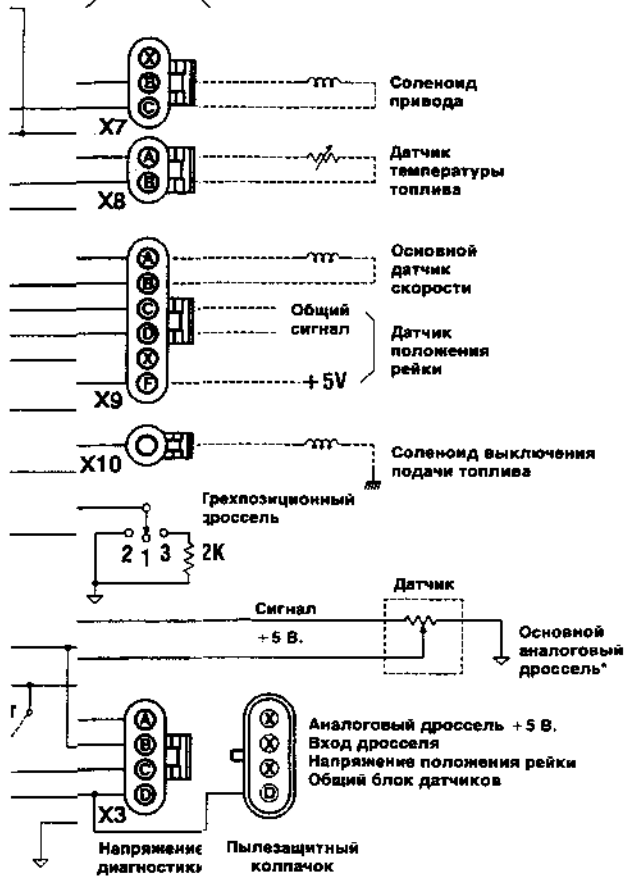 X
B
C
X7
Соленоид
привода
A
B
X8
Датчик
температуры
топлива
A
B
C
D
X
F
X9
Основной
датчик
скорости
Общий
сигнал
Датчик
положения
рейки
+5V
X10
Соленоид выключения
подачи топлива
Трехпозиционный
дроссель
2 1 3 2K
Датчик
Сигнал
+5 В.
Основной
аналоговый
дроссель*
A
B
C
D
X3
X
X
X
D
Аналоговый дроссель +5 В.
Вход дросселя
Напряжение положения рейки
Общий блок датчиков
Напряжение
диагностики
Пылезащитный
колпачок